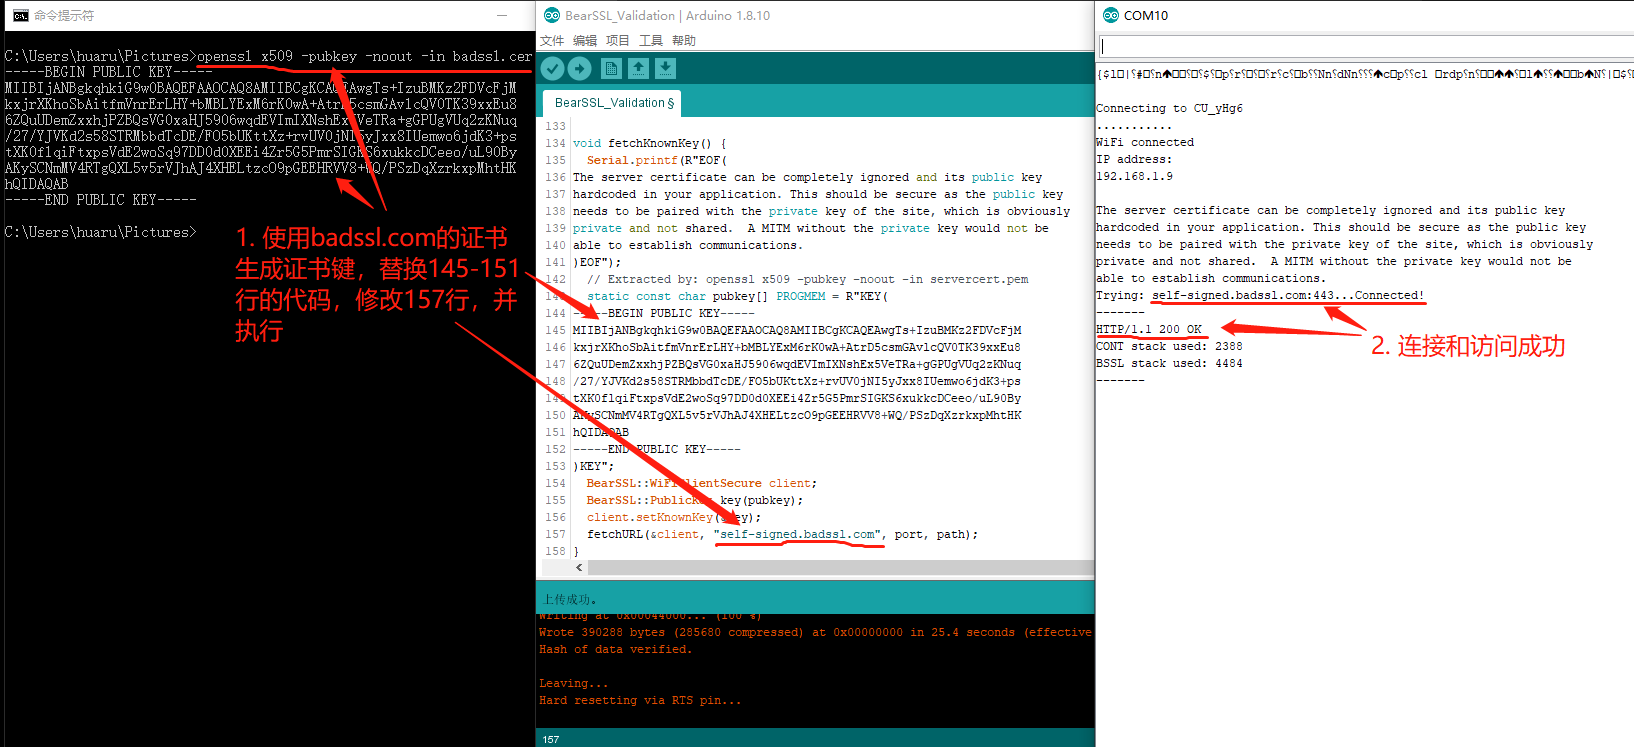 命令提示符
C:\Users\huaru\Pictures>openssl x509 -pubkey -noout -in badssl.cer
-----BEGIN PUBLIC KEY-----
MIIBIjANBgkqhkiG9w0BAQEFAAOCAQ8AMIIBCgKCAQEAwgTs+IzuBMKz2FDVcFjM
kxjrXKhoSbAitfmVnrErLHY+bMBLYExM6rK0wA+AtrD5csmGAvlcQV0TK39xxEu8
6ZQuUDemZxxhjPZBQsVG0xaHJ5906wqdEVImIXNshEx5VeTRa+gGPUgVUq2zKNuq
/27/YJVKd2s58STRMbbdTcDE/FO5bUKttXz+rvUV0jNI5yJxx8IUemwo6jdK3+ps
tXK0flqiFtxpsVdE2woSq97DD0d0XEEi4Zr5G5PmrSIGKS6xukkcDCeeo/uL90By
AKySCNmMV4RTgQXL5v5rVJhAJ4XHELtzcO9pGEEHRVV8+WQ/PSzDqXzrkxpMhtHK
hQIDAQAB
-----END PUBLIC KEY-----
C:\Users\huaru\Pictures>
1. 使用badssl.com的证书
生成证书键，替换145-151
行的代码，修改157行，并
执行
BearSSL_Validation | Arduino 1.8.10
文件 编辑 项目 工具 帮助
BearSSL_Validation §
133
134 void fetchKnownKey() {
135 Serial.printf(R"EOF(
136 The server certificate can be completely ignored and its public key
137 hardcoded in your application. This should be secure as the public key
138 needs to be paired with the private key of the site, which is obviously
139 private and not shared.  A MITM without the private key would not be
140 able to establish communications.
141 )EOF");
142 // Extracted by: openssl x509 -pubkey -noout -in servercert.pem
static const char pubkey[] PROGMEM = R"KEY(
144 -----BEGIN PUBLIC KEY-----
145 MIIBIjANBgkqhkiG9w0BAQEFAAOCAQ8AMIIBCgKCAQEAwgTs+IzuBMKz2FDVcFjM
146 kxjrXKhoSbAitfmVnrErLHY+bMBLYExM6rK0wA+AtrD5csmGAvlcQV0TK39xxEu8
147 6ZQuUDemZxxhjPZBQsVG0xaHJ5906wqdEVImIXNshEx5VeTRa+gGPUgVUq2zKNuq
148 /27/YJVKd2s58STRMbbdTcDE/FO5bUKttXz+rvUV0jNI5yJxx8IUemwo6jdK3+ps
149 tXK0flqiFtxpsVdE2woSq97DD0d0XEEi4Zr5G5PmrSIGKS6xukkcDCeeo/uL90By
150 AKySCNmMV4RTgQXL5v5rVJhAJ4XHELtzcO9pGEEHRVV8+WQ/PSzDqXzrkxpMhtHK
151 hQIDAQAB
152 -----END PUBLIC KEY-----
153 )KEY";
154 BearSSL::WiFiClientSecure client;
155 BearSSL::PublicKey key(pubkey);
156 client.setKnownKey(&key);
157 fetchURL(&client, "self-signed.badssl.com", port, path);
158 }
上传成功。
Writing at 0x00044000... (100 %)
Wrote 390288 bytes (285680 compressed) at 0x00000000 in 25.4 seconds (effective
Hash of data verified.
Leaving...
Hard resetting via RTS pin...
157
COM10
Connecting to CU_yHg6
...........
WiFi connected
IP address:
192.168.1.9
The server certificate can be completely ignored and its public key
hardcoded in your application. This should be secure as the public key
needs to be paired with the private key of the site, which is obviously
private and not shared.  A MITM without the private key would not be
able to establish communications.
Trying: self-signed.badssl.com:443...Connected!
-------
HTTP/1.1 200 OK
CONT stack used: 2388
BSSL stack used: 4484
-------
2. 连接和访问成功